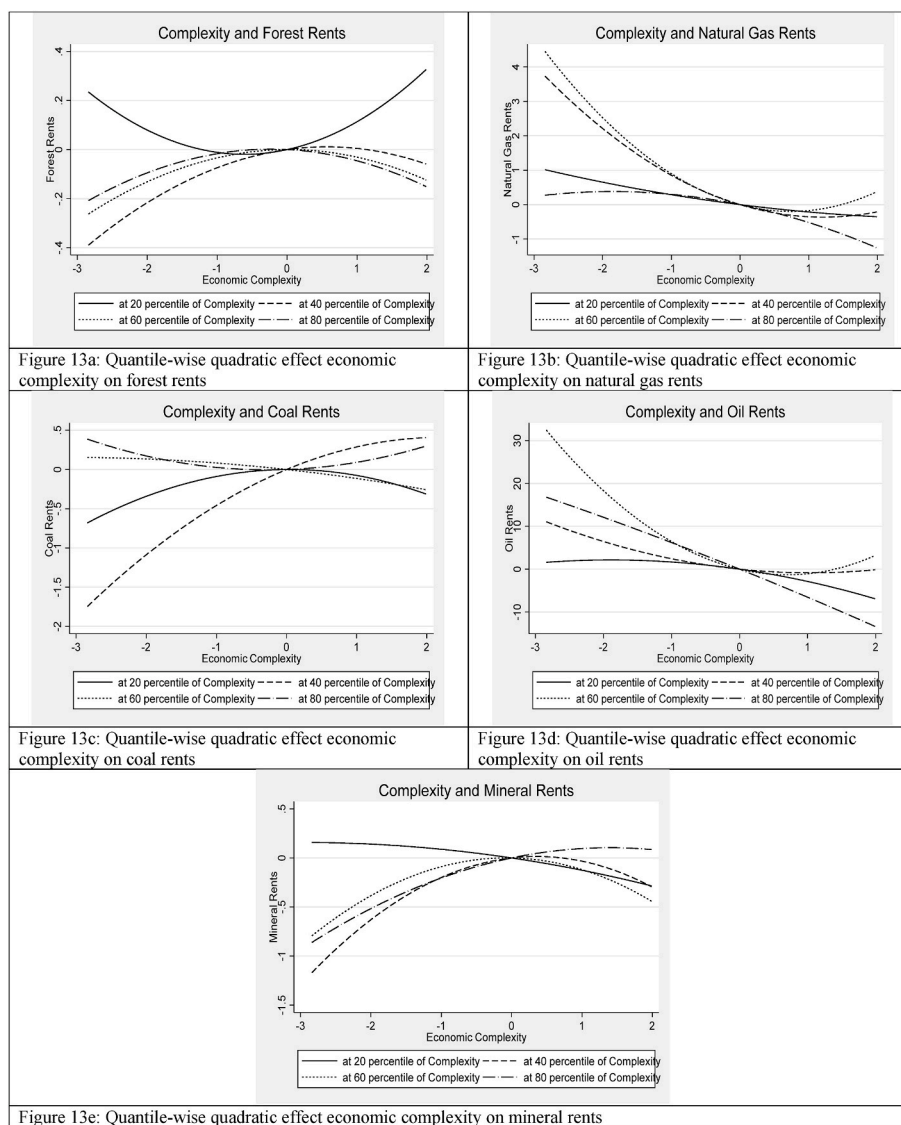 Complexity and Forest Rents
.4
.2
0
-.2
-.4
Forest Rents
-3 -2 -1 0 1 2
Economic Complexity
at 20 percentile of Complexity at 40 percentile of Complexity
at 60 percentile of Complexity at 80 percentile of Complexity
Figure 13a: Quantile-wise quadratic effect economic
complexity on forest rents
Complexity and Natural Gas Rents
4
3
2
1
0
-1
Natural Gas Rents
-3 -2 -1 0 1 2
Economic Complexity
at 20 percentile of Complexity at 40 percentile of Complexity
at 60 percentile of Complexity at 80 percentile of Complexity
Figure 13b: Quantile-wise quadratic effect economic
complexity on natural gas rents
Complexity and Coal Rents
.5
0
-.5
-1
-1.5
-2
Coal Rents
-3 -2 -1 0 1 2
Economic Complexity
at 20 percentile of Complexity at 40 percentile of Complexity
at 60 percentile of Complexity at 80 percentile of Complexity
Figure 13c: Quantile-wise quadratic effect economic
complexity on coal rents
Complexity and Oil Rents
30
20
10
0
-10
Oil Rents
-3 -2 -1 0 1 2
Economic Complexity
at 20 percentile of Complexity at 40 percentile of Complexity
at 60 percentile of Complexity at 80 percentile of Complexity
Figure 13d: Quantile-wise quadratic effect economic
complexity on oil rents
Complexity and Mineral Rents
.5
0
-.5
-1
-1.5
Mineral Rents
-3 -2 -1 0 1 2
Economic Complexity
at 20 percentile of Complexity at 40 percentile of Complexity
at 60 percentile of Complexity at 80 percentile of Complexity
Figure 13e: Quantile-wise quadratic effect economic complexity on mineral rents